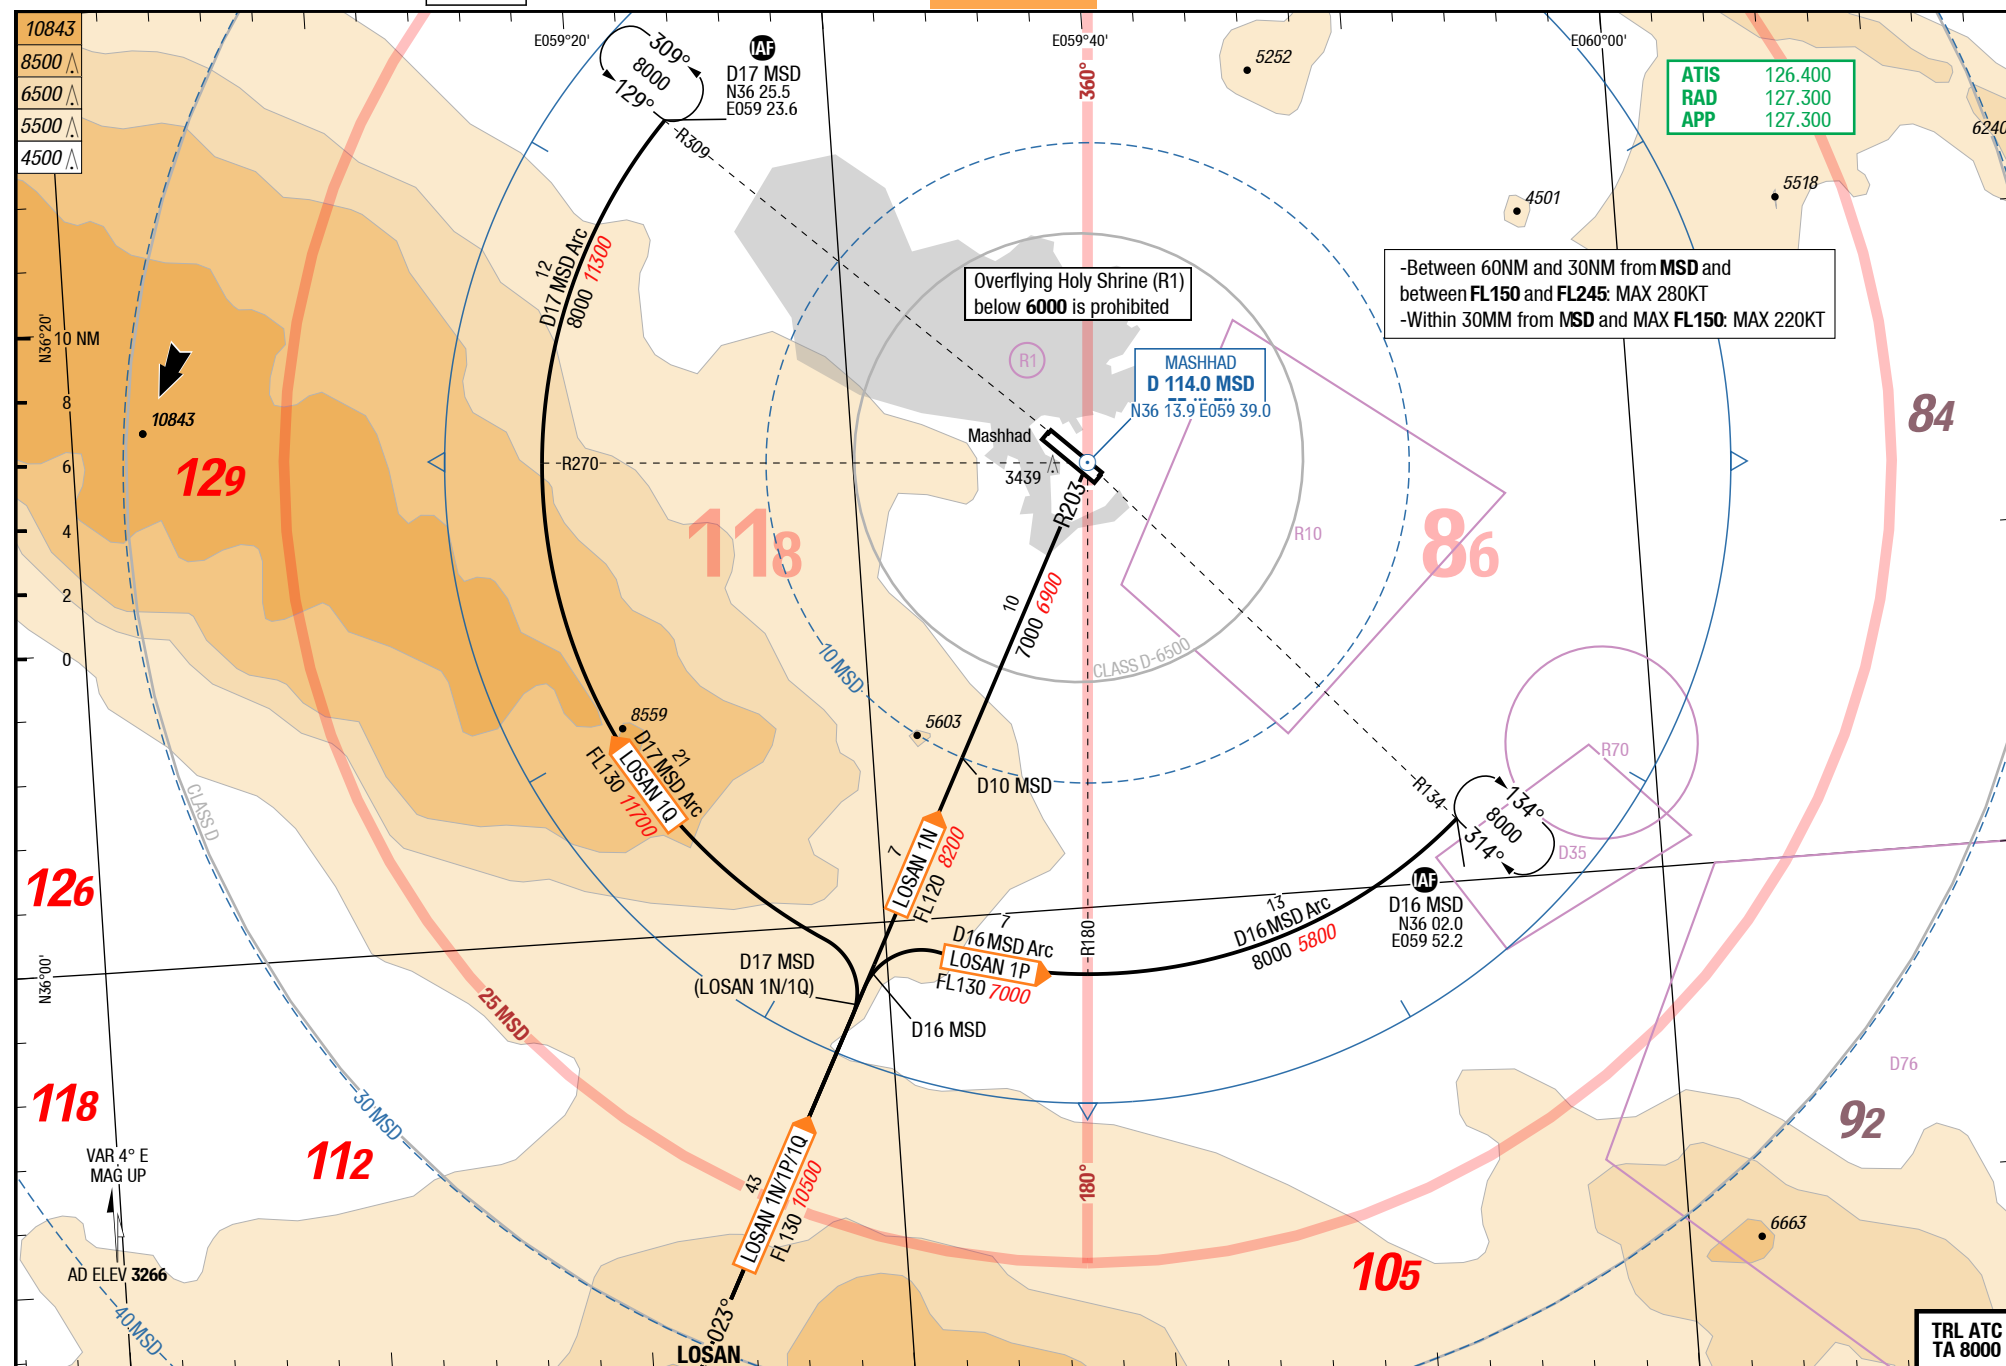 10843
8500
6500
5500
4500
E059°20'
E059°40'
E060°00'
309°
8000
129°
IAF
D17 MSD
N36 25.5
E059 23.6
R309
360°
5252
ATIS 126.400
RAD 127.300
APP 127.300
6240
5518
4501
-Between 60NM and 30NM from MSD and
between FL150 and FL245: MAX 280KT
-Within 30MM from MSD and MAX FL150: MAX 220KT
Overflying Holy Shrine (R1)
below 6000 is prohibited
R1
MASHHAD
D 114.0 MSD
N36 13.9 E059 39.0
12
D17 MSD Arc
8000 11300
N36°20'
10 NM
8
6
4
2
0
10843
129
84
Mashhad
3439
R270
R203
118
86
R10
10
7000 6900
CLASS D-6500
10 MSD
8559
5603
21
D17 MSD Arc
LOSAN 1Q
FL130 11700
D10 MSD
R70
R134
134°
8000
314°
D35
CLASS D
7
LOSAN 1N
FL120 8200
126
IAF
D16 MSD
N36 02.0
E059 52.2
13
D16 MSD Arc
8000 5800
7
D16 MSD Arc
LOSAN 1P
FL130 7000
R180
D17 MSD
(LOSAN 1N/1Q)
D16 MSD
N36°00'
25 MSD
30 MSD
118
112
D76
92
VAR 4° E
MAG UP
AD ELEV 3266
40 MSD
43
LOSAN 1N/1P/1Q
FL130 10500
180°
6663
105
023°
LOSAN
TRL ATC
TA 8000